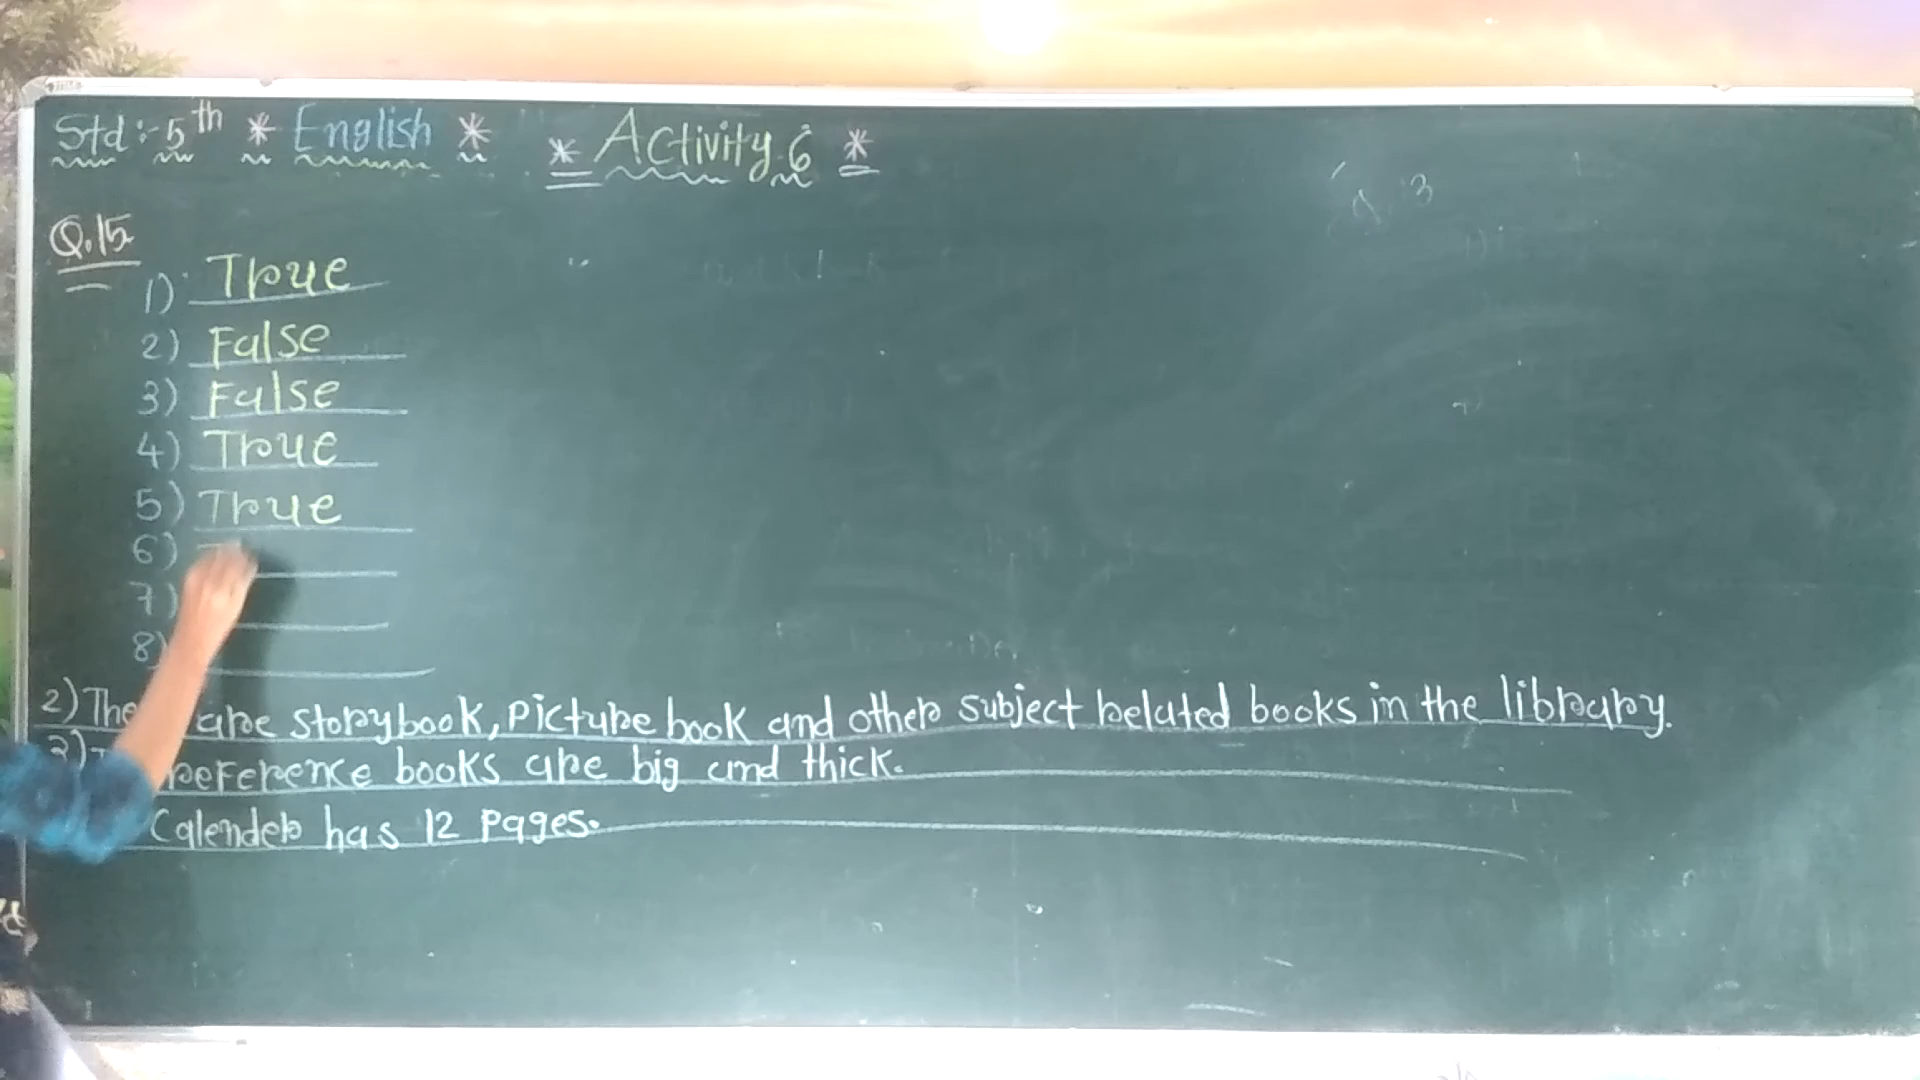 Std:- 5th * English * * Activity.6 *
Q.15
1) True
2) False
3) False
4) True
5) True
6)
7)
8)
2) The are storybook, picture book and other subject related books in the library.
3) reference books are big and thick.
Calender has 12 pages.